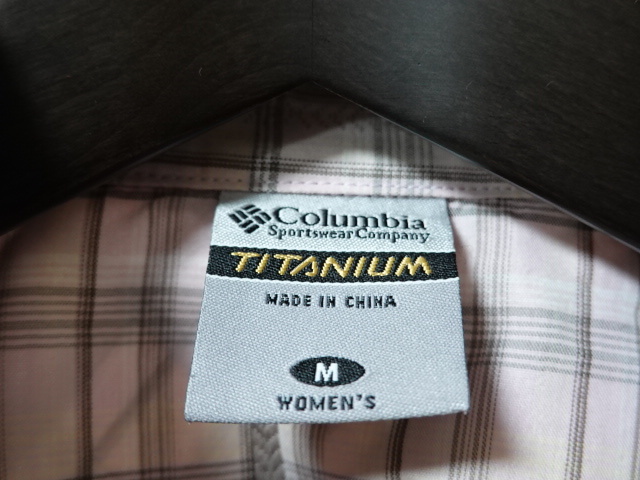 Columbia
Sportswear Company
TITANIUM
MADE IN CHINA
M
WOMEN'S